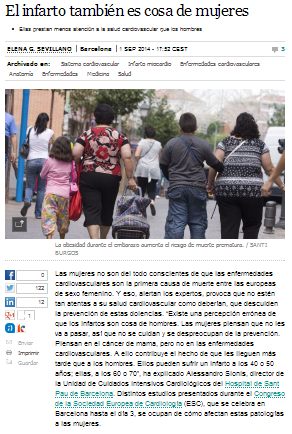 El infarto también es cosa de mujeres
Ellas prestan menos atención a la salud cardiovascular que los hombres
ELENA G. SEVILLANO | Barcelona | 1 SEP 2014 - 17:52 CEST
3
Archivado en: Salomé cardiovascular Infarto miocardio Enfermedades cardiovasculares
Anatomía Enfermedades Medicina Salud
La obesidad durante el embarazo aumenta el riesgo de muerte prematura. / SANTI
BURGOS
0
122
12
1
Enviar
Imprimir
Guardar
Las mujeres no son del todo conscientes de que las enfermedades
cardiovasculares son la primera causa de muerte entre las europeas
de sexo femenino. Y eso, alertan los expertos, provoca que no estén
tan atentas a su salud cardiovascular como deberían, que descuiden
la prevención de estas dolencias. "Existe una percepción errónea de
que los infartos son cosa de hombres. Las mujeres piensan que no les
va a pasar, así que no se cuidan y se despreocupan de la prevención.
Piensan en el cáncer de mama, pero no en las enfermedades
cardiovasculares. A ello contribuye el hecho de que les lleguen más
tarde que a los hombres. Ellos pueden sufrir un infarto a los 40 o 50
años; ellas, a los 60 o 70", ha explicado Alessandro Sionis, director de
la Unidad de Cuidados Intensivos Cardiológicos del Hospital de Sant
Pau de Barcelona. Distintos estudios presentados durante el Congreso
de la Sociedad Europea de Cardiología (ESC), que se celebra en
Barcelona hasta el día 3, se ocupan de cómo afectan estas patologías
a las mujeres.